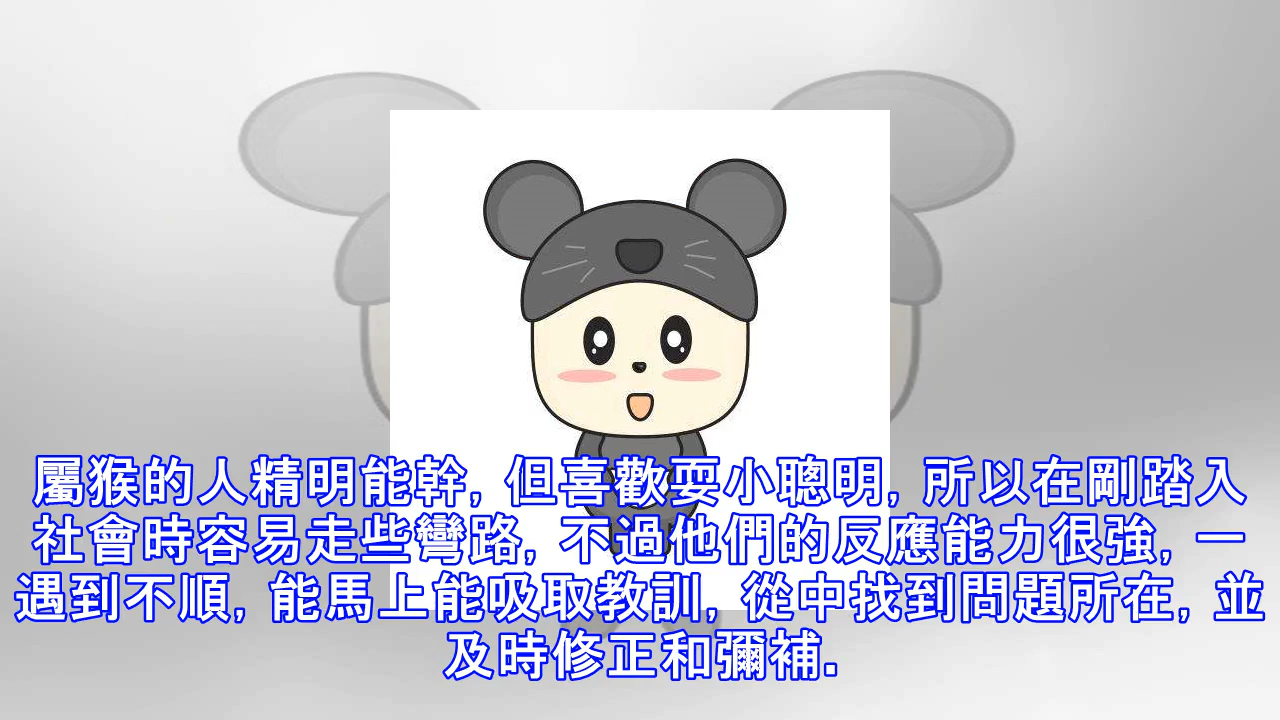 屬猴的人精明能幹, 但喜歡耍小聰明, 所以在剛踏入
社會時容易走些彎路, 不過他們的反應能力很強, 一
遇到不順, 能馬上能吸取教訓, 從中找到問題所在, 並
及時修正和彌補.